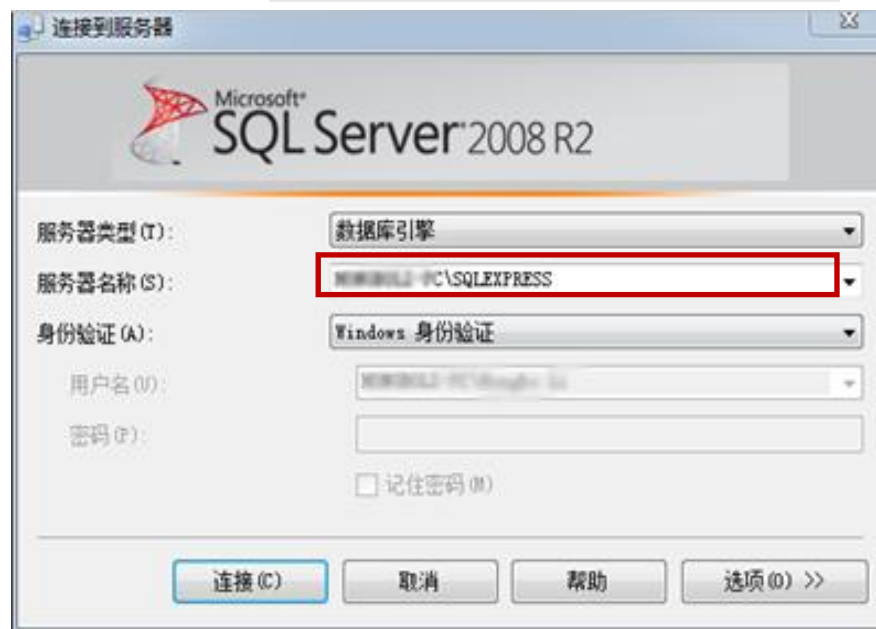 连接到服务器
Microsoft®
SQL Server® 2008 R2
服务器类型(T):
数据库引擎
服务器名称(S):
C\SQLEXPRESS
身份验证(A):
Windows 身份验证
用户名(U):
密码(P):
记住密码(M)
连接(C)
取消
帮助
选项(O) >>